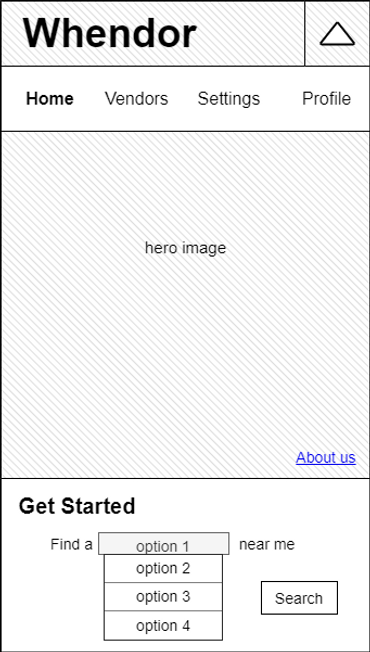 Whendor
Home Vendors Settings Profile
hero image
About us
Get Started
Find a option 1 near me
option 2
option 3
Search
option 4